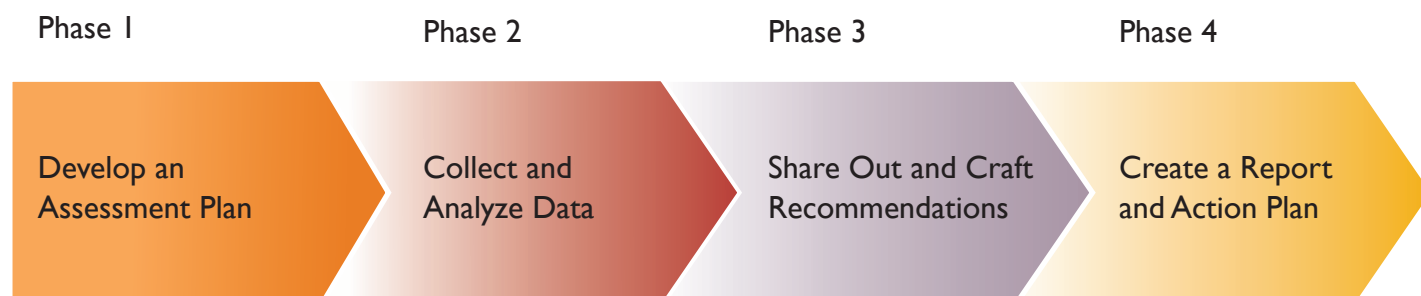 Phase 1
Phase 2
Phase 3
Phase 4
Develop an
Assessment Plan
Collect and
Analyze Data
Share Out and Craft
Recommendations
Create a Report
and Action Plan